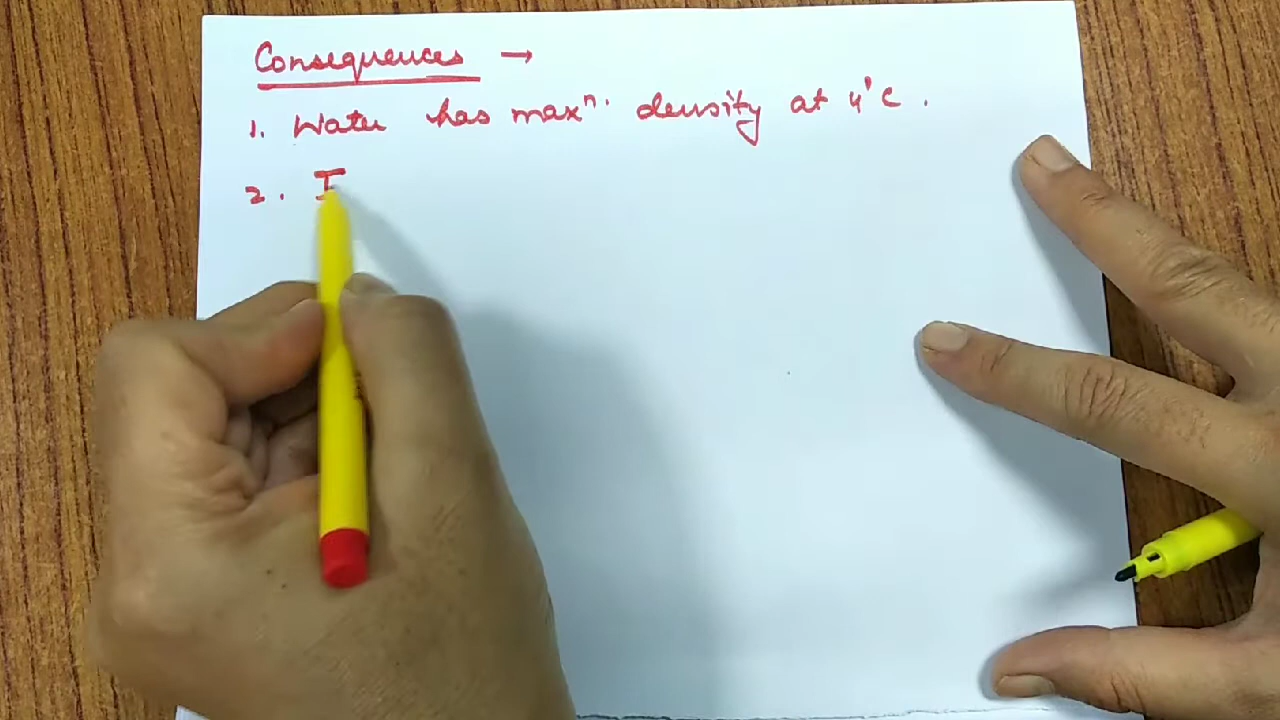 Consequences →
1. Water has maxⁿ. density at 4°C.
2. I